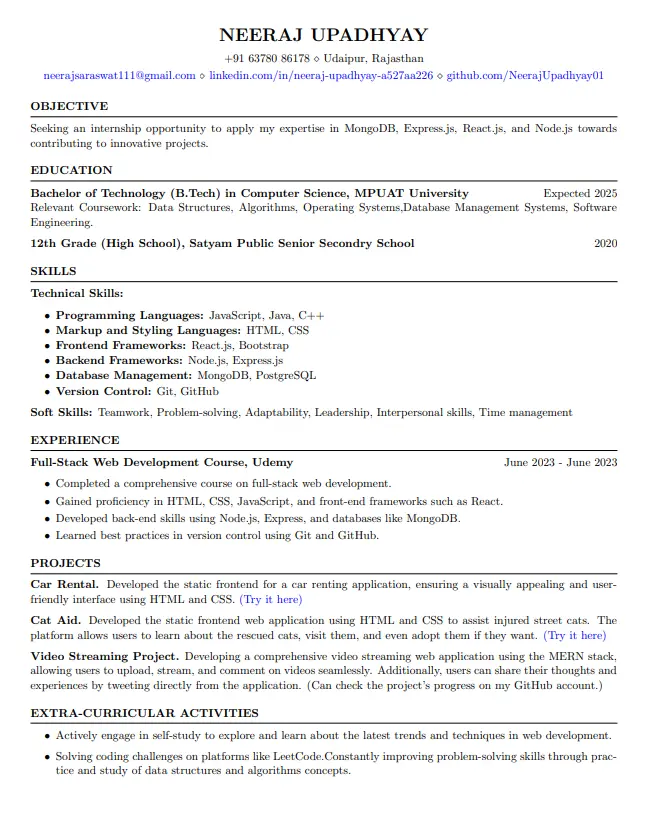 NEERAJ UPADHYAY
+91 63780 86178 ⋄ Udaipur, Rajasthan
neerajsaraswat111@gmail.com ⋄ linkedin.com/in/neeraj-upadhyay-a527aa226 ⋄ github.com/NeerajUpadhyay01
OBJECTIVE
Seeking an internship opportunity to apply my expertise in MongoDB, Express.js, React.js, and Node.js towards
contributing to innovative projects.
EDUCATION
Bachelor of Technology (B.Tech) in Computer Science, MPUAT University Expected 2025
Relevant Coursework: Data Structures, Algorithms, Operating Systems,Database Management Systems, Software
Engineering.
12th Grade (High School), Satyam Public Senior Secondry School 2020
SKILLS
Technical Skills:
• Programming Languages: JavaScript, Java, C++
• Markup and Styling Languages: HTML, CSS
• Frontend Frameworks: React.js, Bootstrap
• Backend Frameworks: Node.js, Express.js
• Database Management: MongoDB, PostgreSQL
• Version Control: Git, GitHub
Soft Skills: Teamwork, Problem-solving, Adaptability, Leadership, Interpersonal skills, Time management
EXPERIENCE
Full-Stack Web Development Course, Udemy June 2023 - June 2023
• Completed a comprehensive course on full-stack web development.
• Gained proficiency in HTML, CSS, JavaScript, and front-end frameworks such as React.
• Developed back-end skills using Node.js, Express, and databases like MongoDB.
• Learned best practices in version control using Git and GitHub.
PROJECTS
Car Rental. Developed the static frontend for a car renting application, ensuring a visually appealing and user-
friendly interface using HTML and CSS. (Try it here)
Cat Aid. Developed the static frontend web application using HTML and CSS to assist injured street cats. The
platform allows users to learn about the rescued cats, visit them, and even adopt them if they want. (Try it here)
Video Streaming Project. Developing a comprehensive video streaming web application using the MERN stack,
allowing users to upload, stream, and comment on videos seamlessly. Additionally, users can share their thoughts and
experiences by tweeting directly from the application. (Can check the project's progress on my GitHub account.)
EXTRA-CURRICULAR ACTIVITIES
• Actively engage in self-study to explore and learn about the latest trends and techniques in web development.
• Solving coding challenges on platforms like LeetCode.Constantly improving problem-solving skills through prac-
tice and study of data structures and algorithms concepts.